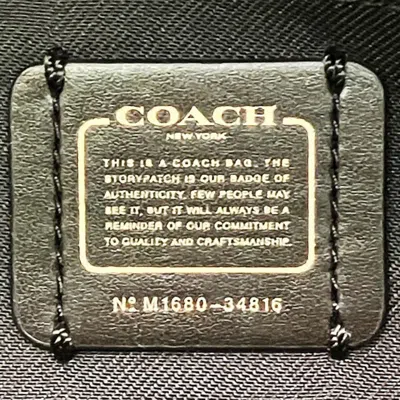 COACH
NEW YORK
THIS IS A COACH BAG. THE
STORYPATCH IS OUR BADGE OF
AUTHENTICITY. FEW PEOPLE MAY
SEE IT, BUT IT WILL ALWAYS BE A
REMINDER OF OUR COMMITMENT
TO QUALITY AND CRAFTSMANSHIP.
Nº M1680-34816